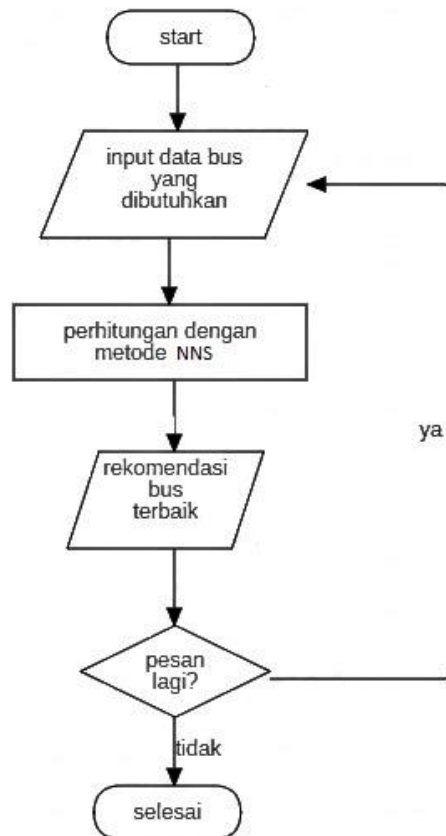 start
input data bus
yang
dibutuhkan
perhitungan dengan
metode NNS
rekomendasi
bus
terbaik
ya
pesan
lagi?
tidak
selesai